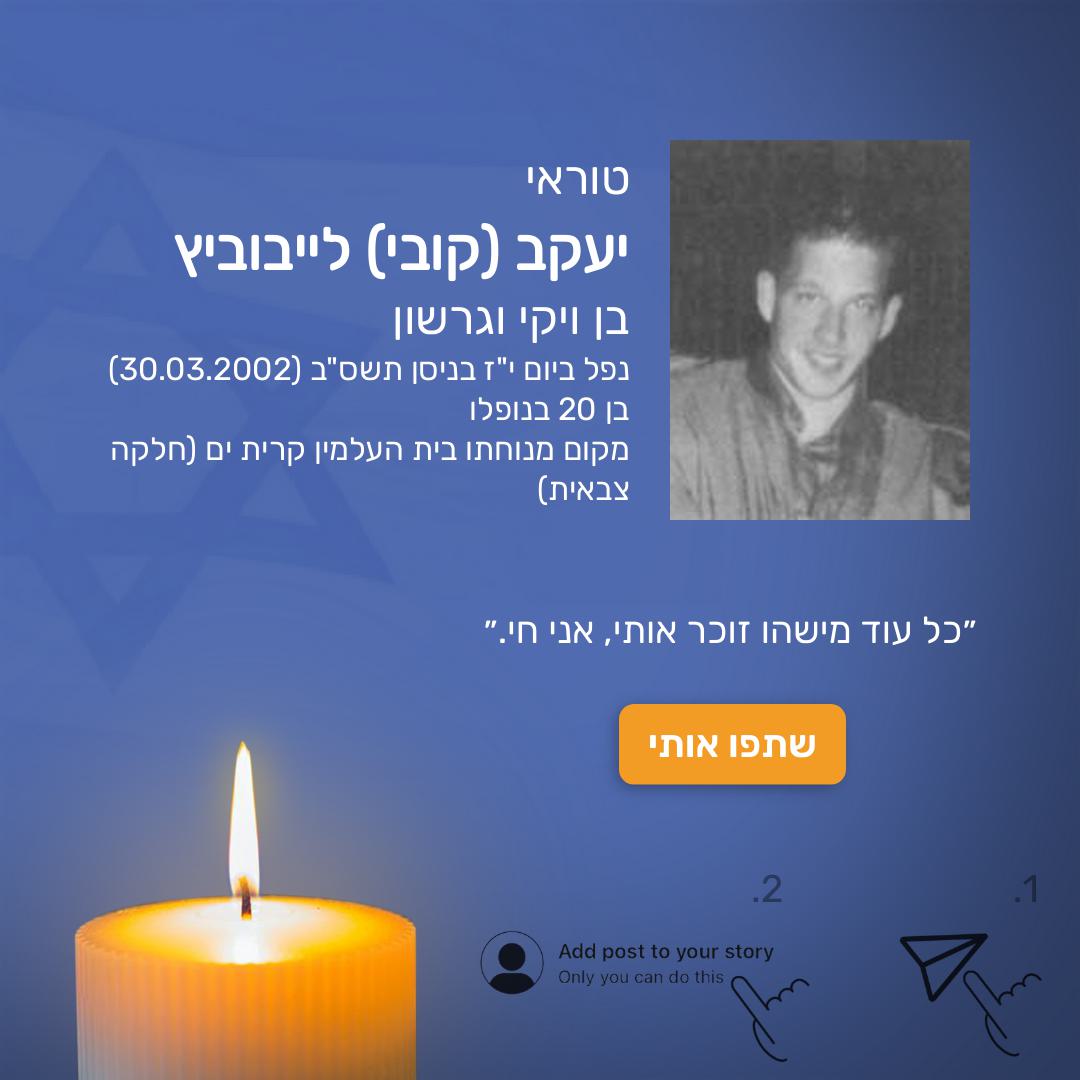 טוראי
יעקב (קובי) לייבוביץ
בן ויקי וגרשון
נפל ביום י"ז בניסן תשס"ב (30.03.2002)
בן 20 בנופלו
מקום מנוחתו בית העלמין קרית ים (חלקה
צבאית)
״כל עוד מישהו זוכר אותי, אני חי.״
שתפו אותי
1.
2.
Add post to your story
Only you can do this